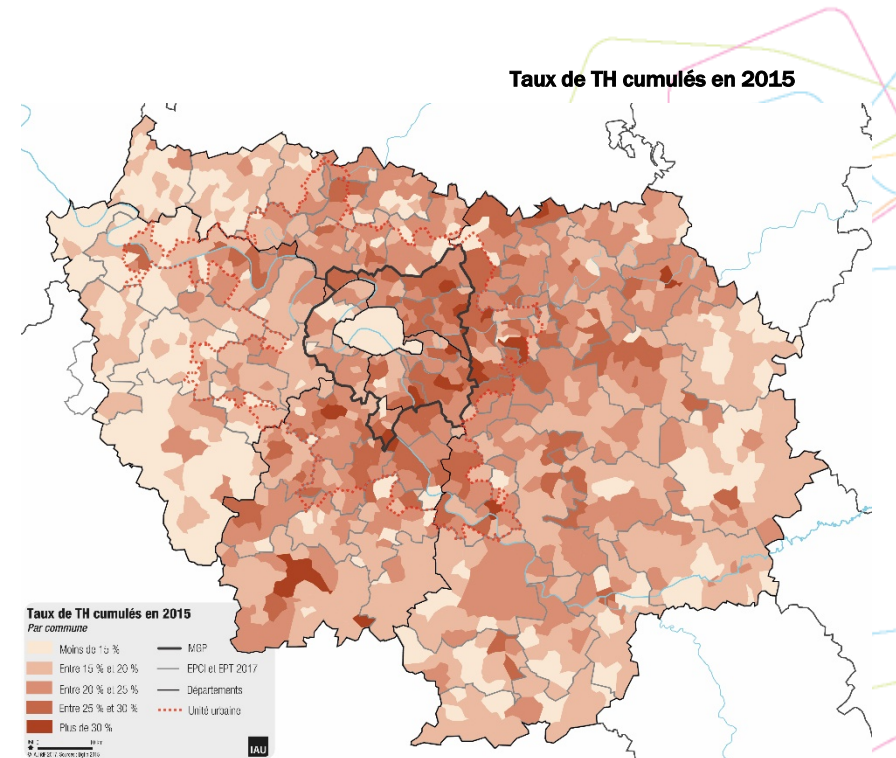 Taux de TH cumulés en 2015
Taux de TH cumulés en 2015
Par commune
Moins de 15 %
Entre 15 % et 20 %
Entre 20 % et 25 %
Entre 25 % et 30 %
Plus de 30 %
MGP
EPCI et EPT 2017
Départements
Unité urbaine
IAU